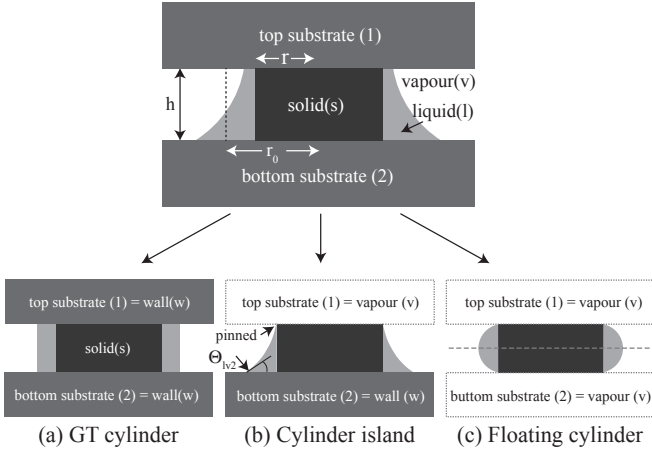 top substrate (1)
r
vapour(v)
h
solid(s)
liquid(l)
r₀
bottom substrate (2)
top substrate (1) = wall(w)
top substrate (1) = vapour (v)
top substrate (1) = vapour (v)
pinned
solid(s)
Θlv2
bottom substrate (2) = wall(w)
bottom substrate (2) = wall (w)
buttom substrate (2) = vapour (v)
(a) GT cylinder
(b) Cylinder island
(c) Floating cylinder